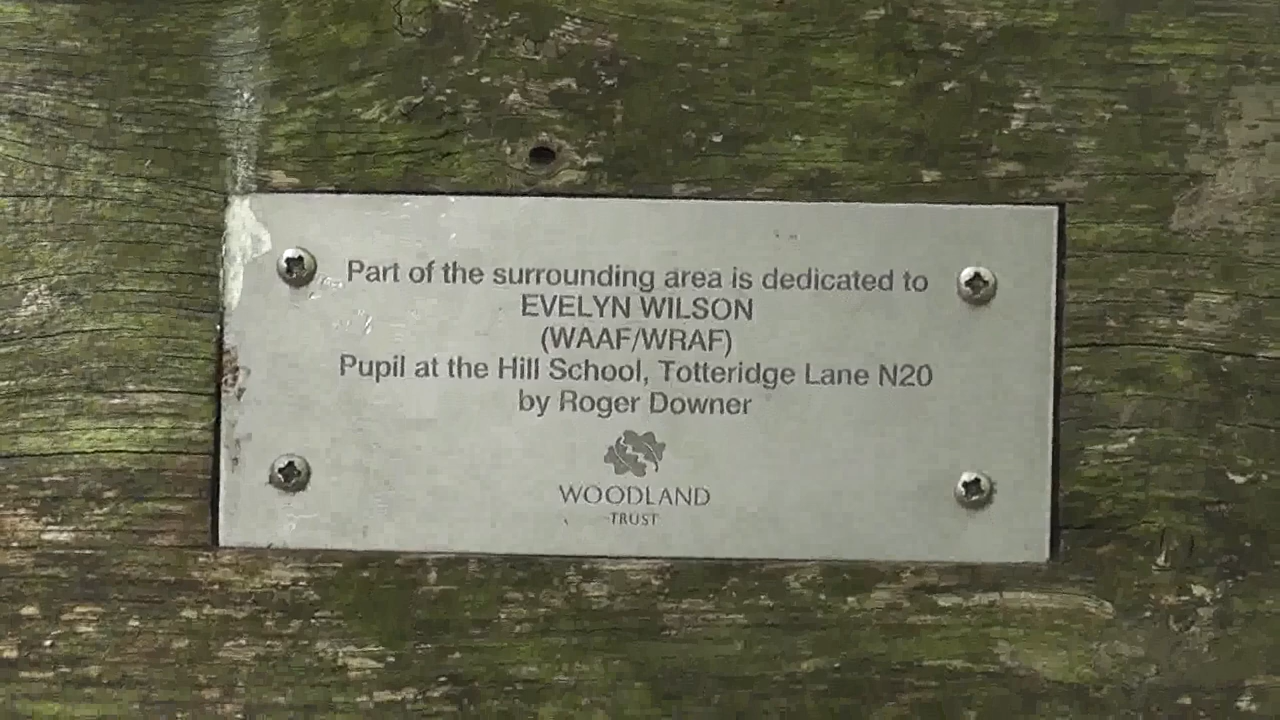 Part of the surrounding area is dedicated to
EVELYN WILSON
(WAAF/WRAF)
Pupil at the Hill School, Totteridge Lane N20
by Roger Downer
WOODLAND
TRUST